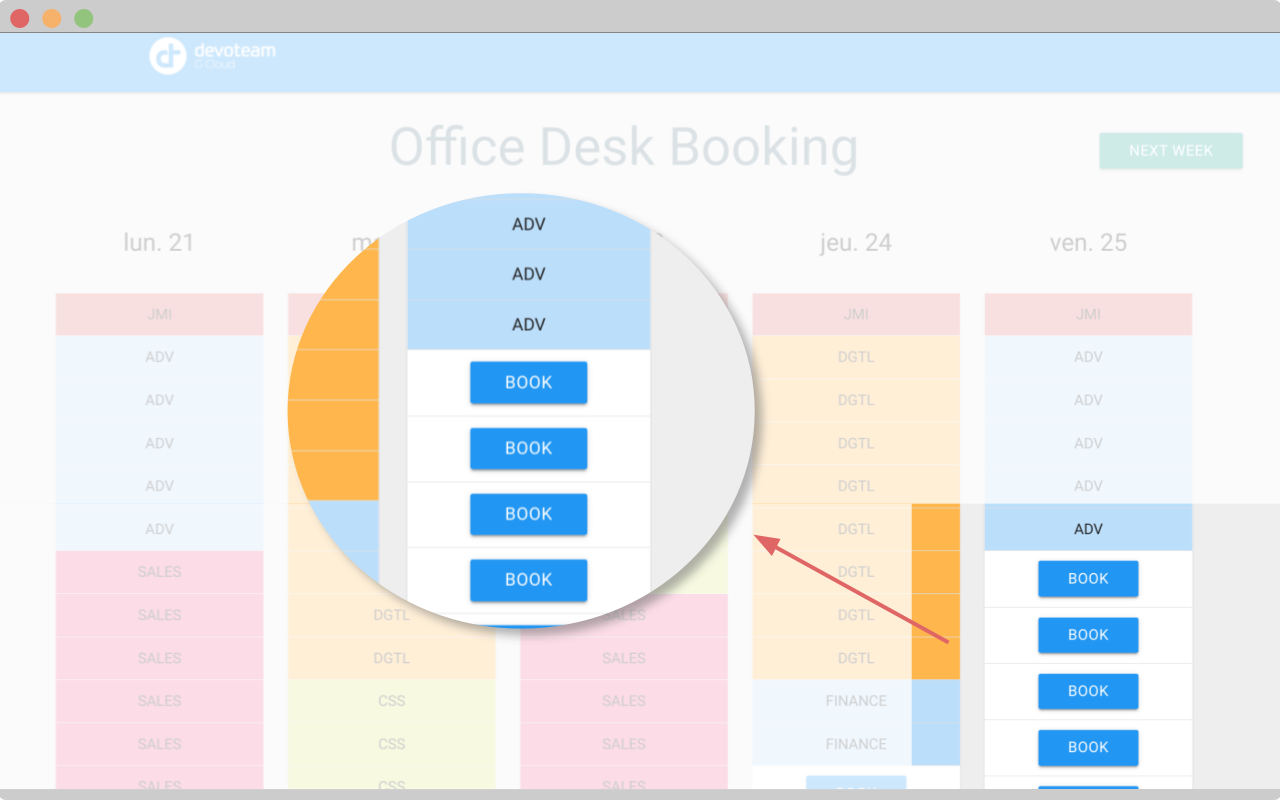 devoteam
G Cloud
Office Desk Booking
NEXT WEEK
lun. 21
m
jeu. 24
ven. 25
JMI
ADV
ADV
ADV
ADV
ADV
SALES
SALES
SALES
SALES
SALES
SALES
DGTL
DGTL
CSS
CSS
CSS
ADV
ADV
ADV
BOOK
BOOK
BOOK
BOOK
SALES
SALES
SALES
SALES
SALES
JMI
DGTL
DGTL
DGTL
DGTL
DGTL
DGTL
DGTL
DGTL
FINANCE
FINANCE
BOOK
JMI
ADV
ADV
ADV
ADV
ADV
BOOK
BOOK
BOOK
BOOK